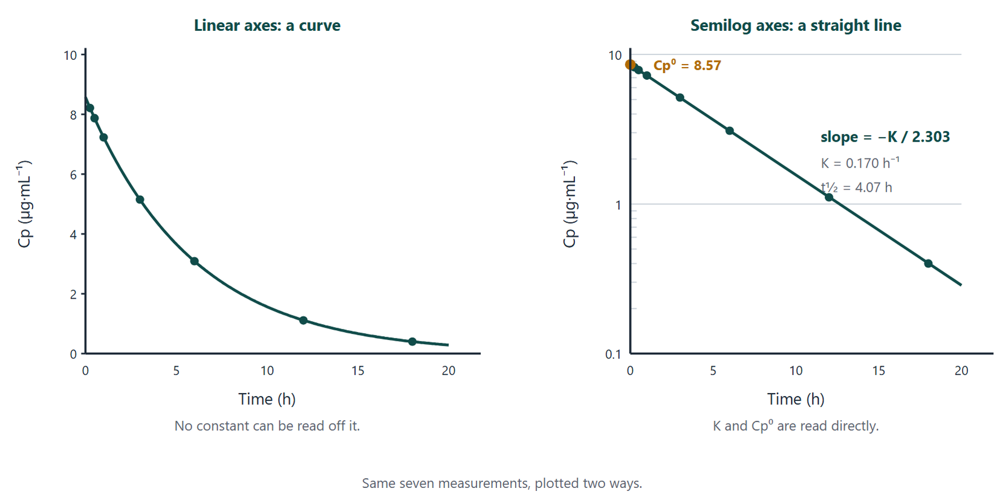 Linear axes: a curve
10
8
6
4
2
0
0 5 10 15 20
Cp (µg·mL⁻¹)
Time (h)
No constant can be read off it.
Semilog axes: a straight line
10
1
0.1
0 5 10 15 20
Cp (µg·mL⁻¹)
Cp⁰ = 8.57
slope = −K / 2.303
K = 0.170 h⁻¹
t½ = 4.07 h
Time (h)
K and Cp⁰ are read directly.
Same seven measurements, plotted two ways.